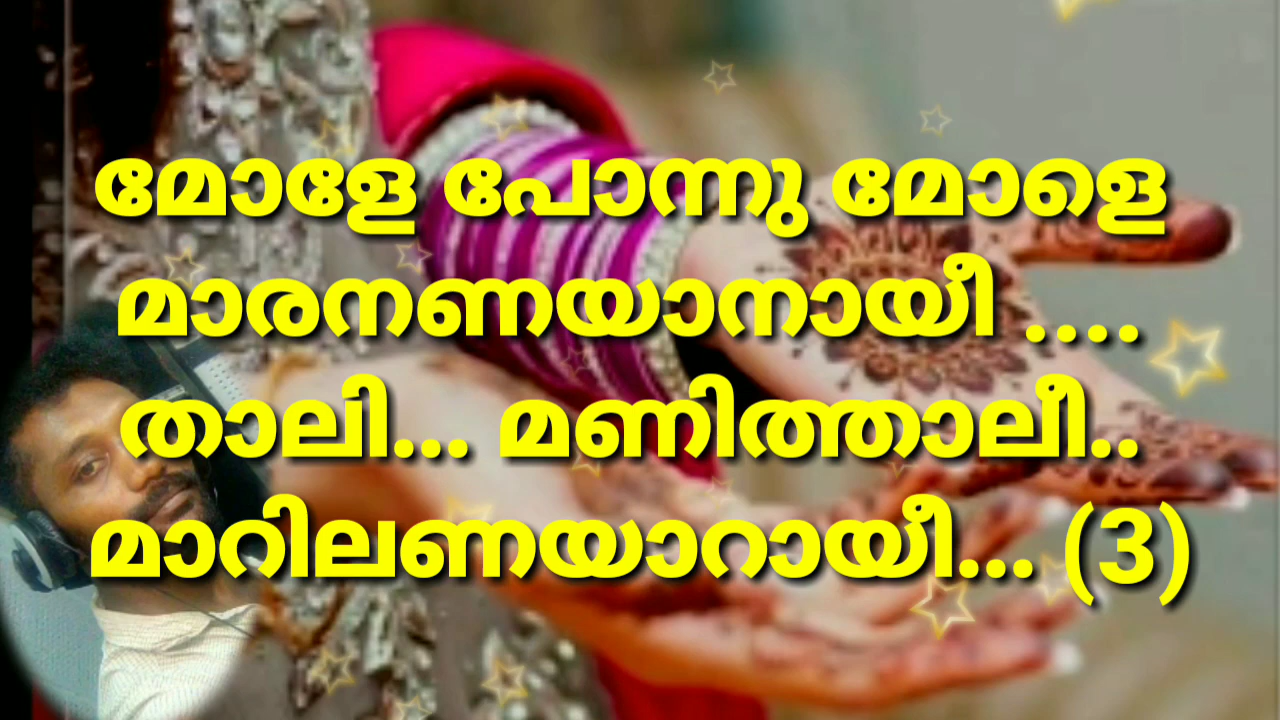 മോളേ പോന്നു മോളെ
മാരനണയാനായീ ....
താലി... മണിത്താലീ..
മാറിലണയാറായീ... (3)